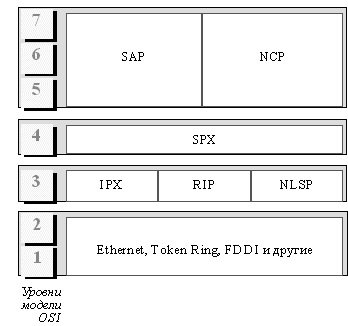 7
6
5
SAP NCP
4
SPX
3
IPX RIP NLSP
2
1
Ethernet, Token Ring, FDDI и другие
Уровни
модели
OSI